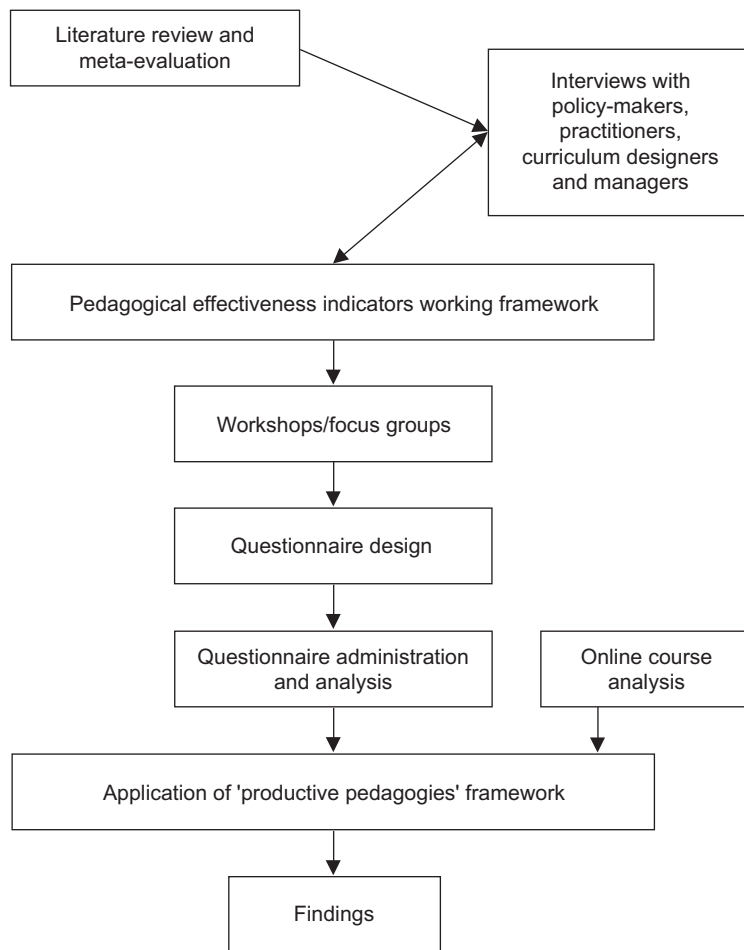 Literature review and
meta-evaluation
Interviews with
policy-makers,
practitioners,
curriculum designers
and managers
Pedagogical effectiveness indicators working framework
Workshops/focus groups
Questionnaire design
Questionnaire administration
and analysis
Online course
analysis
Application of 'productive pedagogies' framework
Findings